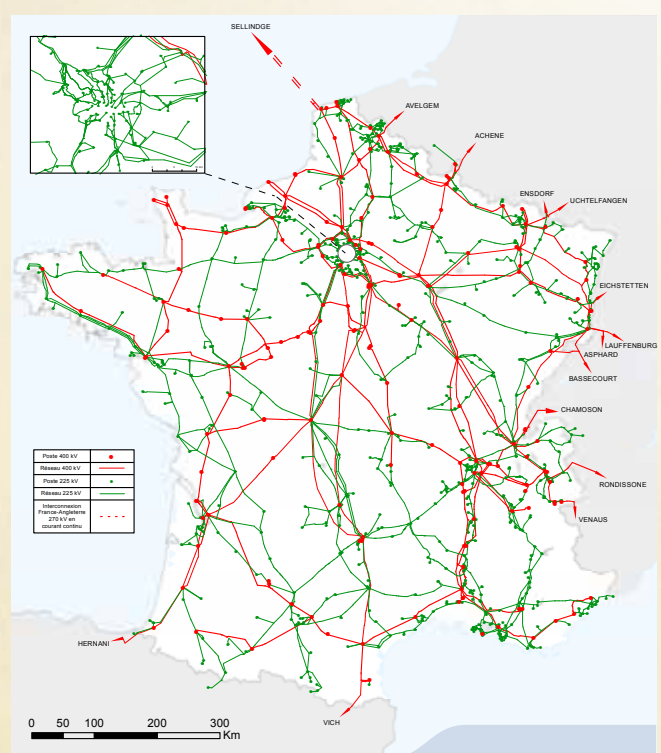 SELLINDGE
AVELGEM
ACHENE
ENSDORF
UCHTELFANGEN
EICHSTETTEN
LAUFFENBURG
ASPHARD
BASSECOURT
CHAMOSON
RONDISSONE
VENAUS
Poste 400 kV
Réseau 400 kV
Poste 225 kV
Réseau 225 kV
Interconnexion
France-Angleterre
270 kV en
courant continu
HERNANI
VICH
0 50 100 200 300
Km